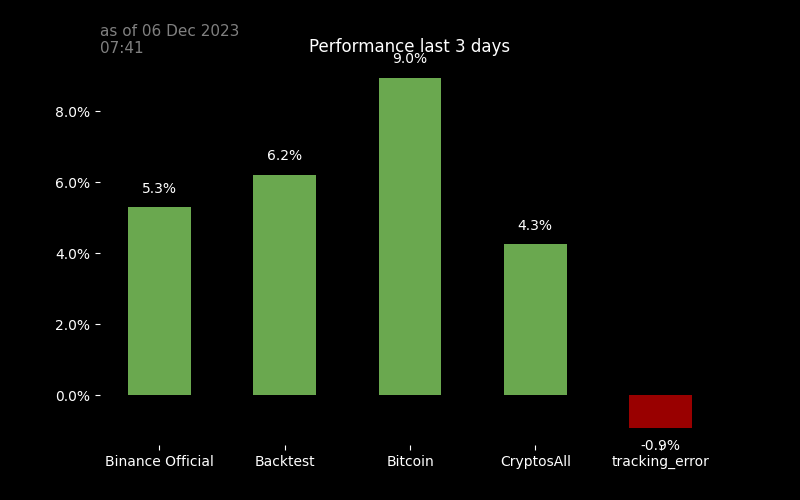 as of 06 Dec 2023
07:41
Performance last 3 days
9.0%
8.0%
6.2%
6.0%
5.3%
4.3%
4.0%
2.0%
0.0%
-0.9%
Binance Official
Backtest
Bitcoin
CryptosAll
tracking_error